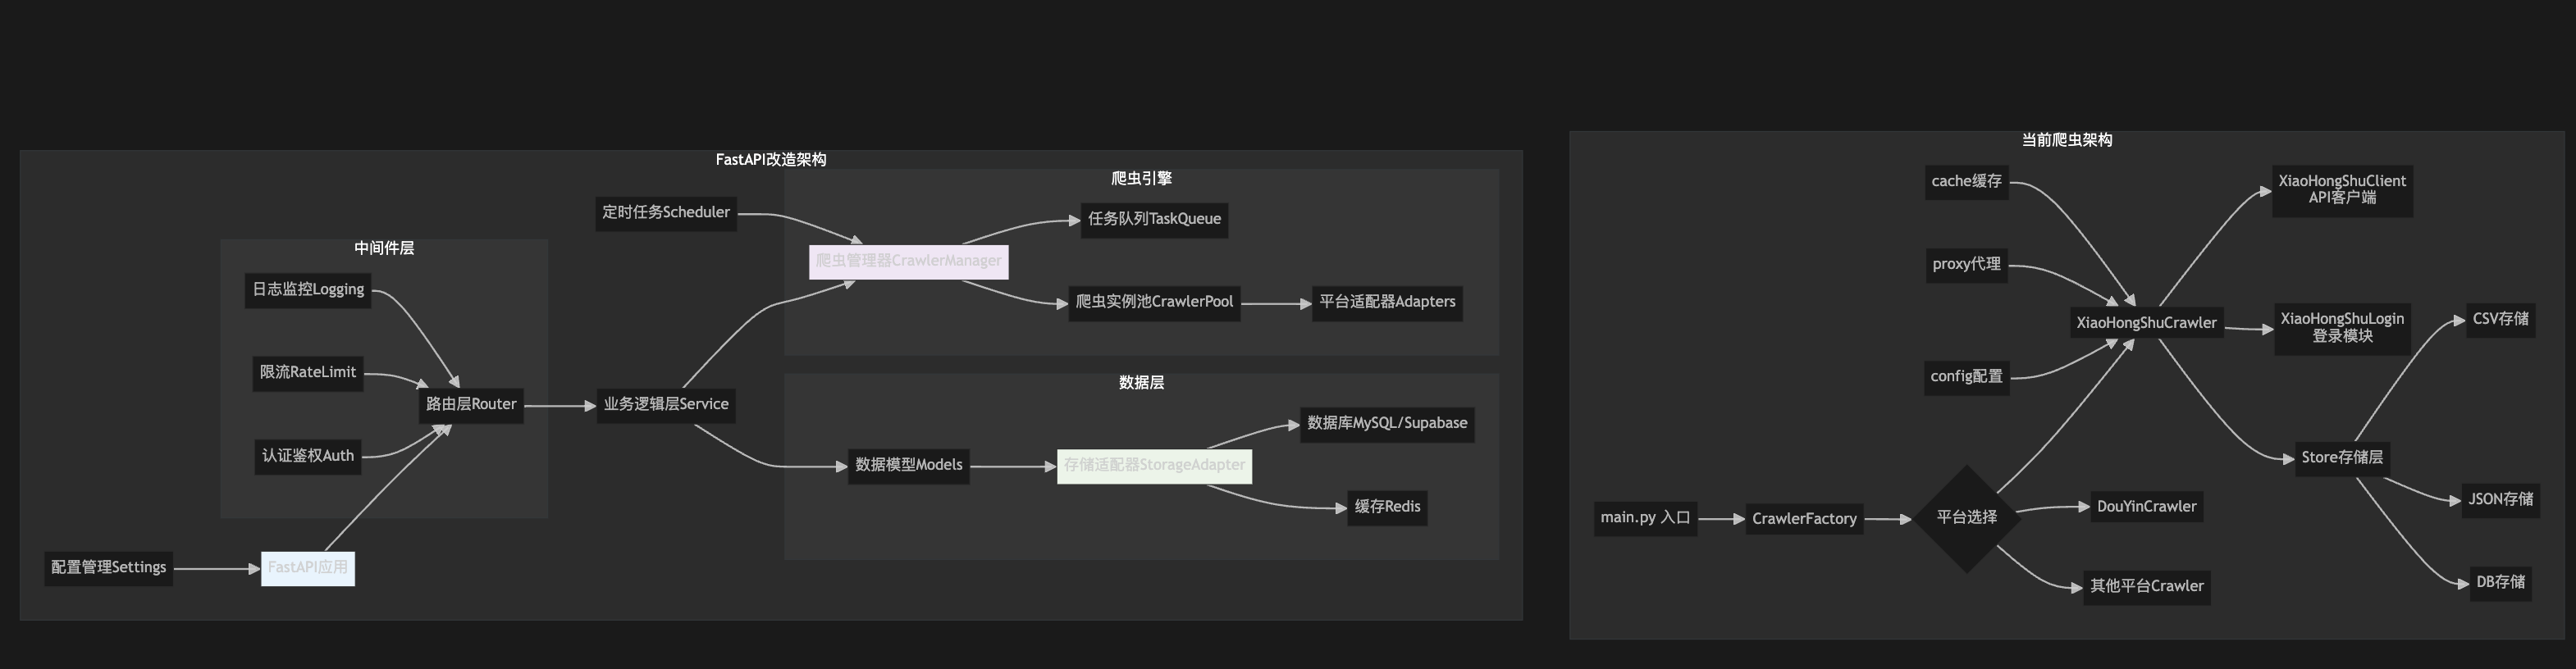 FastAPI改造架构
爬虫引擎
定时任务Scheduler
任务队列TaskQueue
爬虫管理器CrawlerManager
爬虫实例池CrawlerPool
平台适配器Adapters
中间件层
日志监控Logging
限流RateLimit
路由层Router
认证鉴权Auth
业务逻辑层Service
数据层
数据库MySQL/Supabase
数据模型Models
存储适配器StorageAdapter
缓存Redis
配置管理Settings
FastAPI应用
当前爬虫架构
cache缓存
proxy代理
config配置
XiaoHongShuCrawler
XiaoHongShuClient
API客户端
XiaoHongShuLogin
登录模块
CSV存储
Store存储层
JSON存储
DB存储
main.py 入口
CrawlerFactory
平台选择
DouYinCrawler
其他平台Crawler